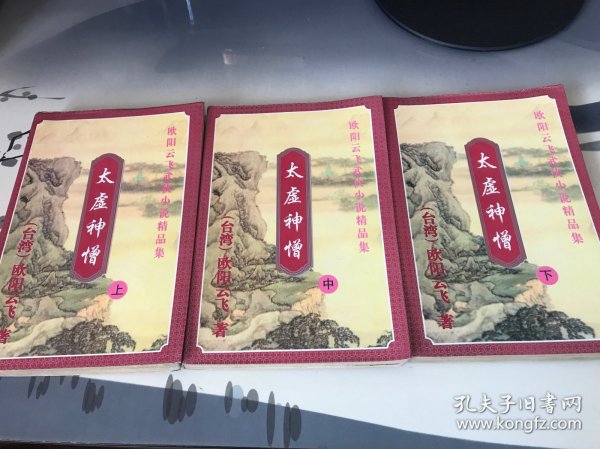 欧阳云飞武侠小说精品集
太虚神憎
(台湾)欧阳云飞 著
上
欧阳云飞武侠小说精品集
太虚神憎
(台湾)欧阳云飞 著
中
欧阳云飞武侠小说精品集
太虚神憎
(台湾)欧阳云飞 著
下
孔夫子旧书网
www.kongfz.com